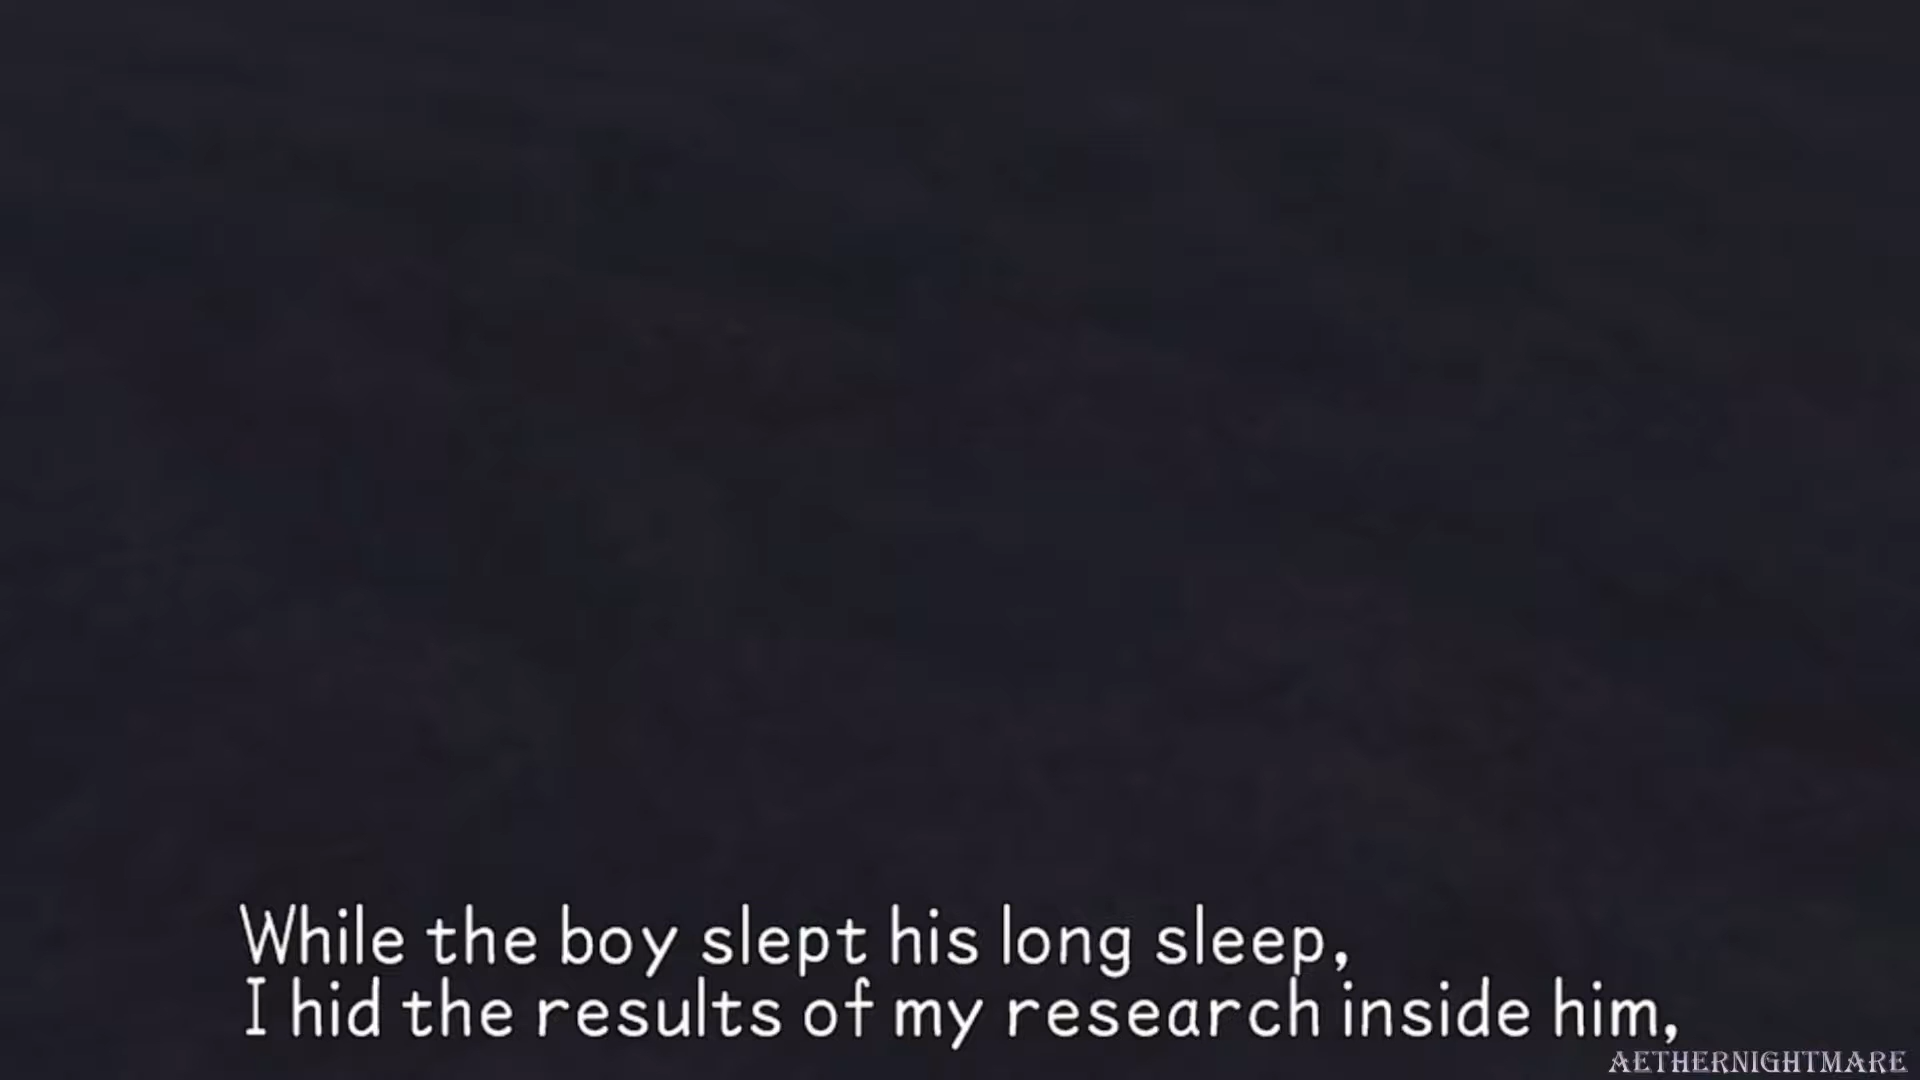 While the boy slept his long sleep,
I hid the results of my research inside him,
AETHERNIGHTMARE